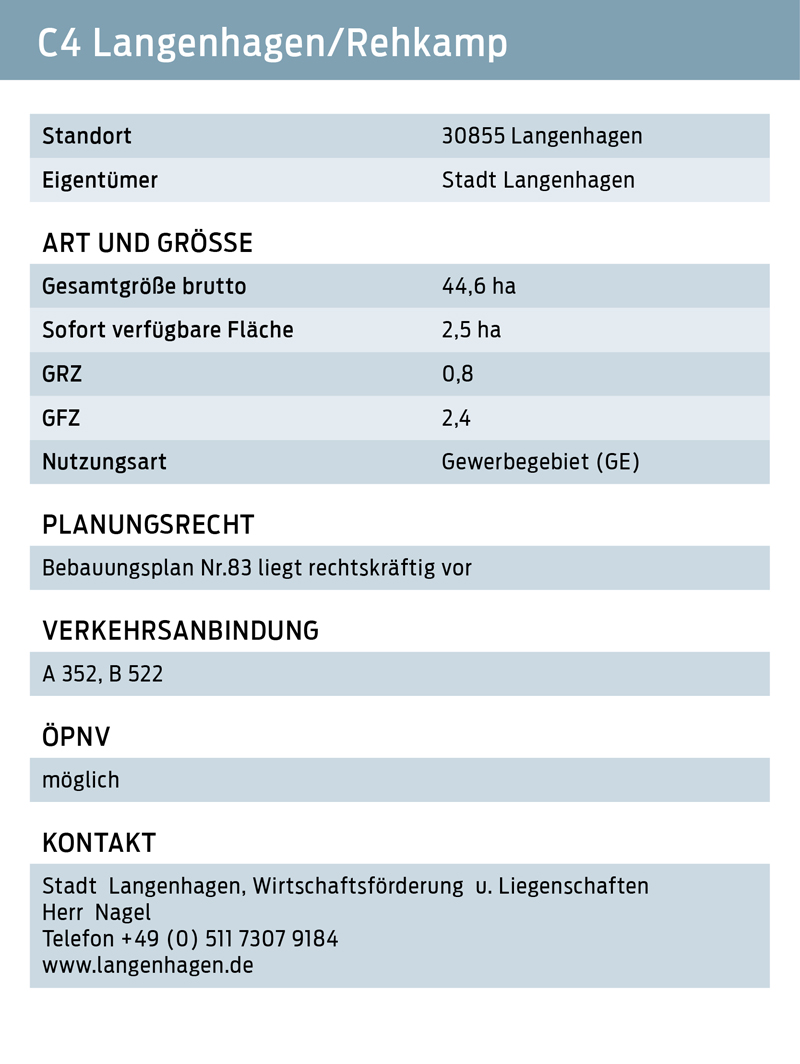 C4 Langenhagen/Rehkamp
Standort 30855 Langenhagen
Eigentümer Stadt Langenhagen
ART UND GRÖSSE
Gesamtgröße brutto 44,6 ha
Sofort verfügbare Fläche 2,5 ha
GRZ 0,8
GFZ 2,4
Nutzungsart Gewerbegebiet (GE)
PLANUNGSRECHT
Bebauungsplan Nr.83 liegt rechtskräftig vor
VERKEHRSANBINDUNG
A 352, B 522
ÖPNV
möglich
KONTAKT
Stadt Langenhagen, Wirtschaftsförderung u. Liegenschaften
Herr Nagel
Telefon +49 (0) 511 7307 9184
www.langenhagen.de